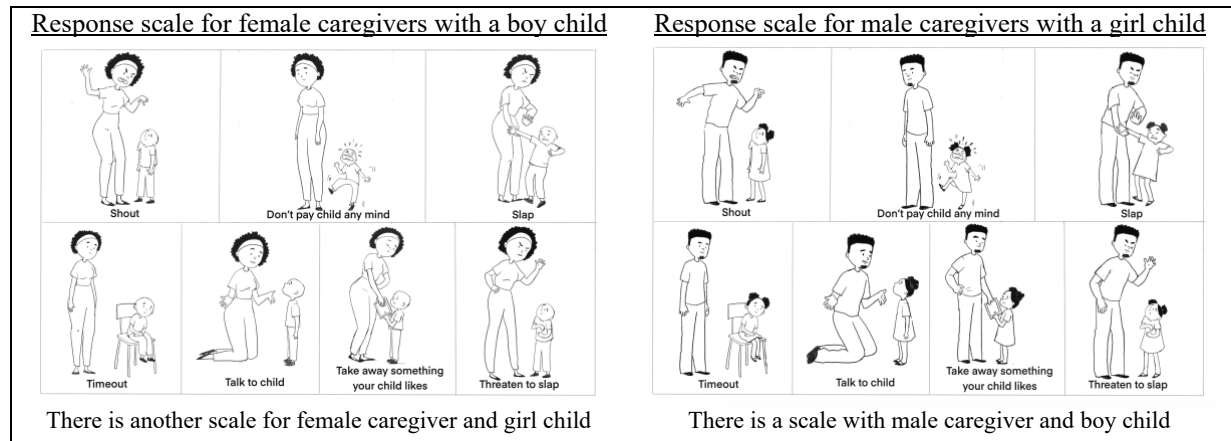 Response scale for female caregivers with a boy child
Shout
Don't pay child any mind
Slap
Timeout
Talk to child
Take away something
your child likes
Threaten to slap
There is another scale for female caregiver and girl child
Response scale for male caregivers with a girl child
Shout
Don't pay child any mind
Slap
Timeout
Talk to child
Take away something
your child likes
Threaten to slap
There is a scale with male caregiver and boy child